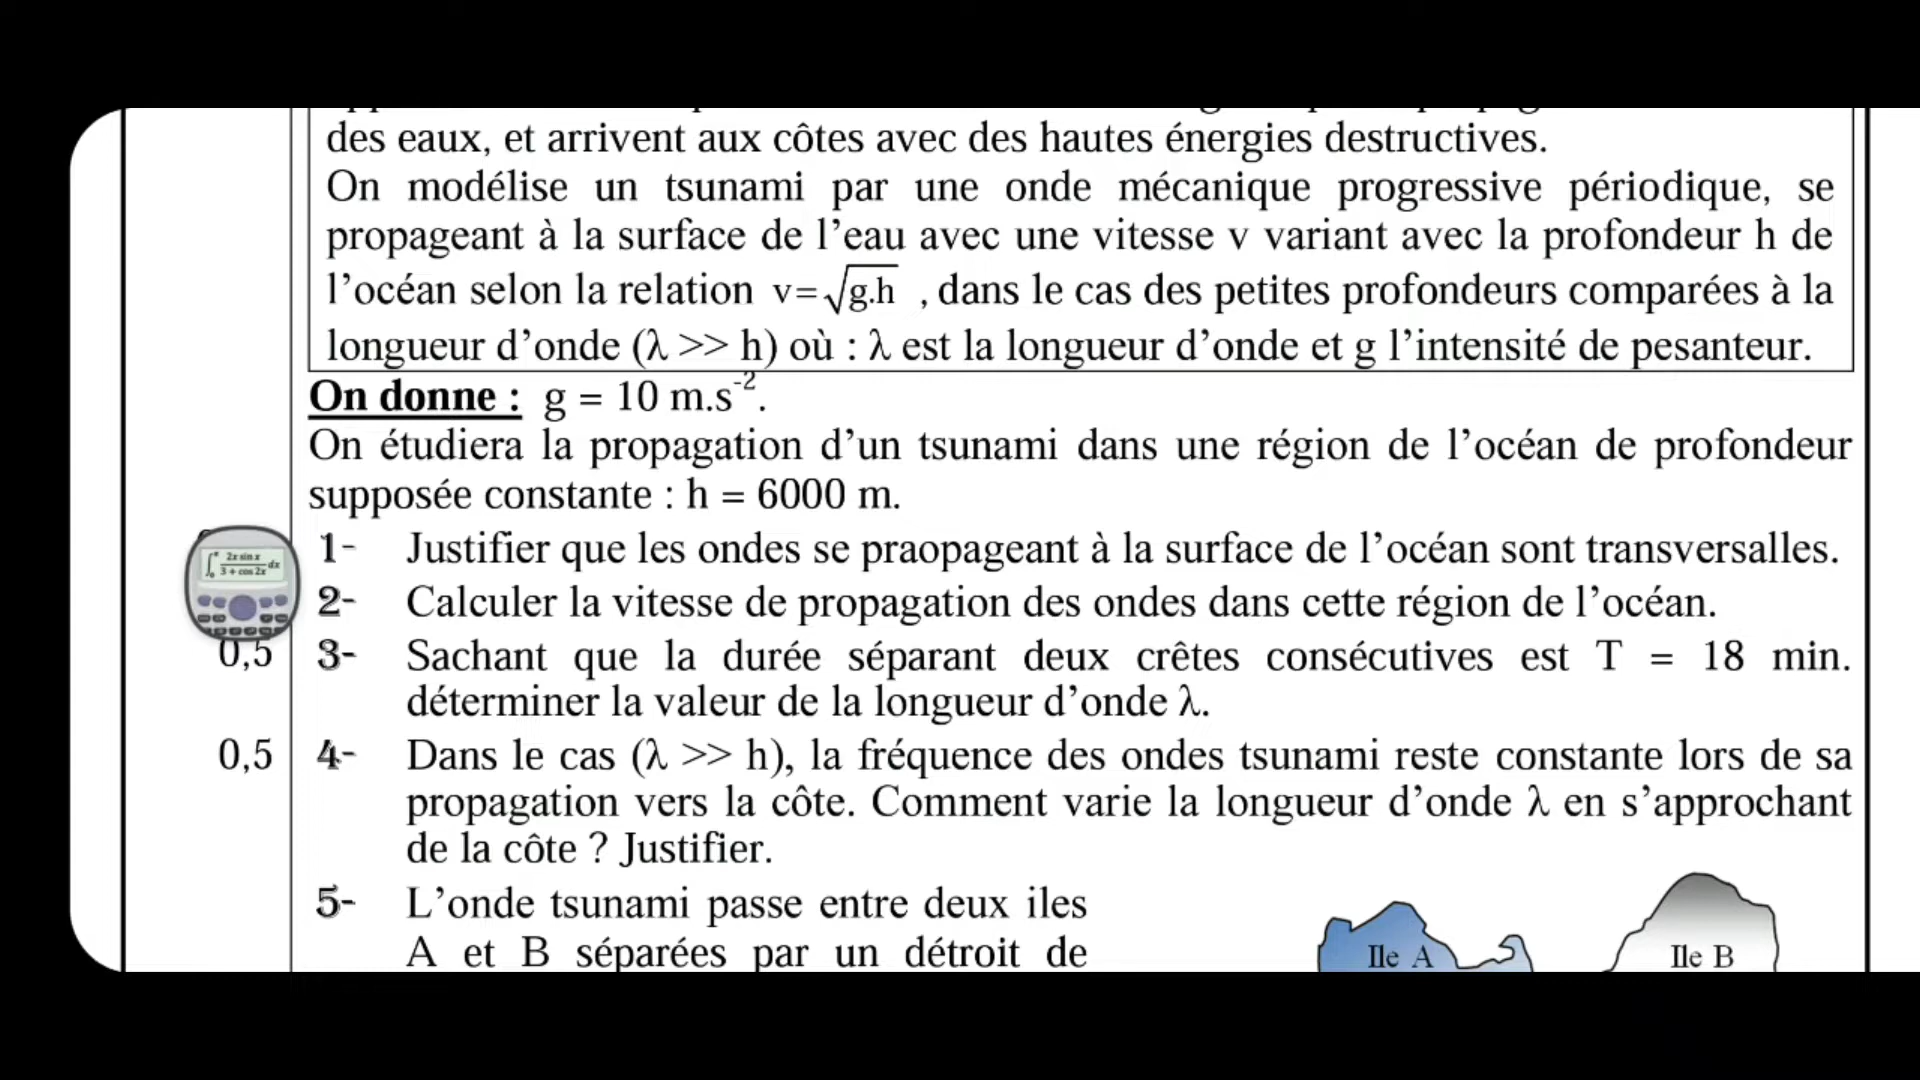 des eaux, et arrivent aux côtes avec des hautes énergies destructives.
On modélise un tsunami par une onde mécanique progressive périodique, se
propageant à la surface de l'eau avec une vitesse v variant avec la profondeur h de
l'océan selon la relation v=√g.h , dans le cas des petites profondeurs comparées à la
longueur d'onde (λ >> h) où : λ est la longueur d'onde et g l'intensité de pesanteur.
On donne : g = 10 m.s⁻².
On étudiera la propagation d'un tsunami dans une région de l'océan de profondeur
supposée constante : h = 6000 m.
1- Justifier que les ondes se praopageant à la surface de l'océan sont transversalles.
2- Calculer la vitesse de propagation des ondes dans cette région de l'océan.
0,5 3- Sachant que la durée séparant deux crêtes consécutives est T = 18 min.
déterminer la valeur de la longueur d'onde λ.
0,5 4- Dans le cas (λ >> h), la fréquence des ondes tsunami reste constante lors de sa
propagation vers la côte. Comment varie la longueur d'onde λ en s'approchant
de la côte ? Justifier.
5- L'onde tsunami passe entre deux iles
A et B séparées par un détroit de
Ile A
Ile B